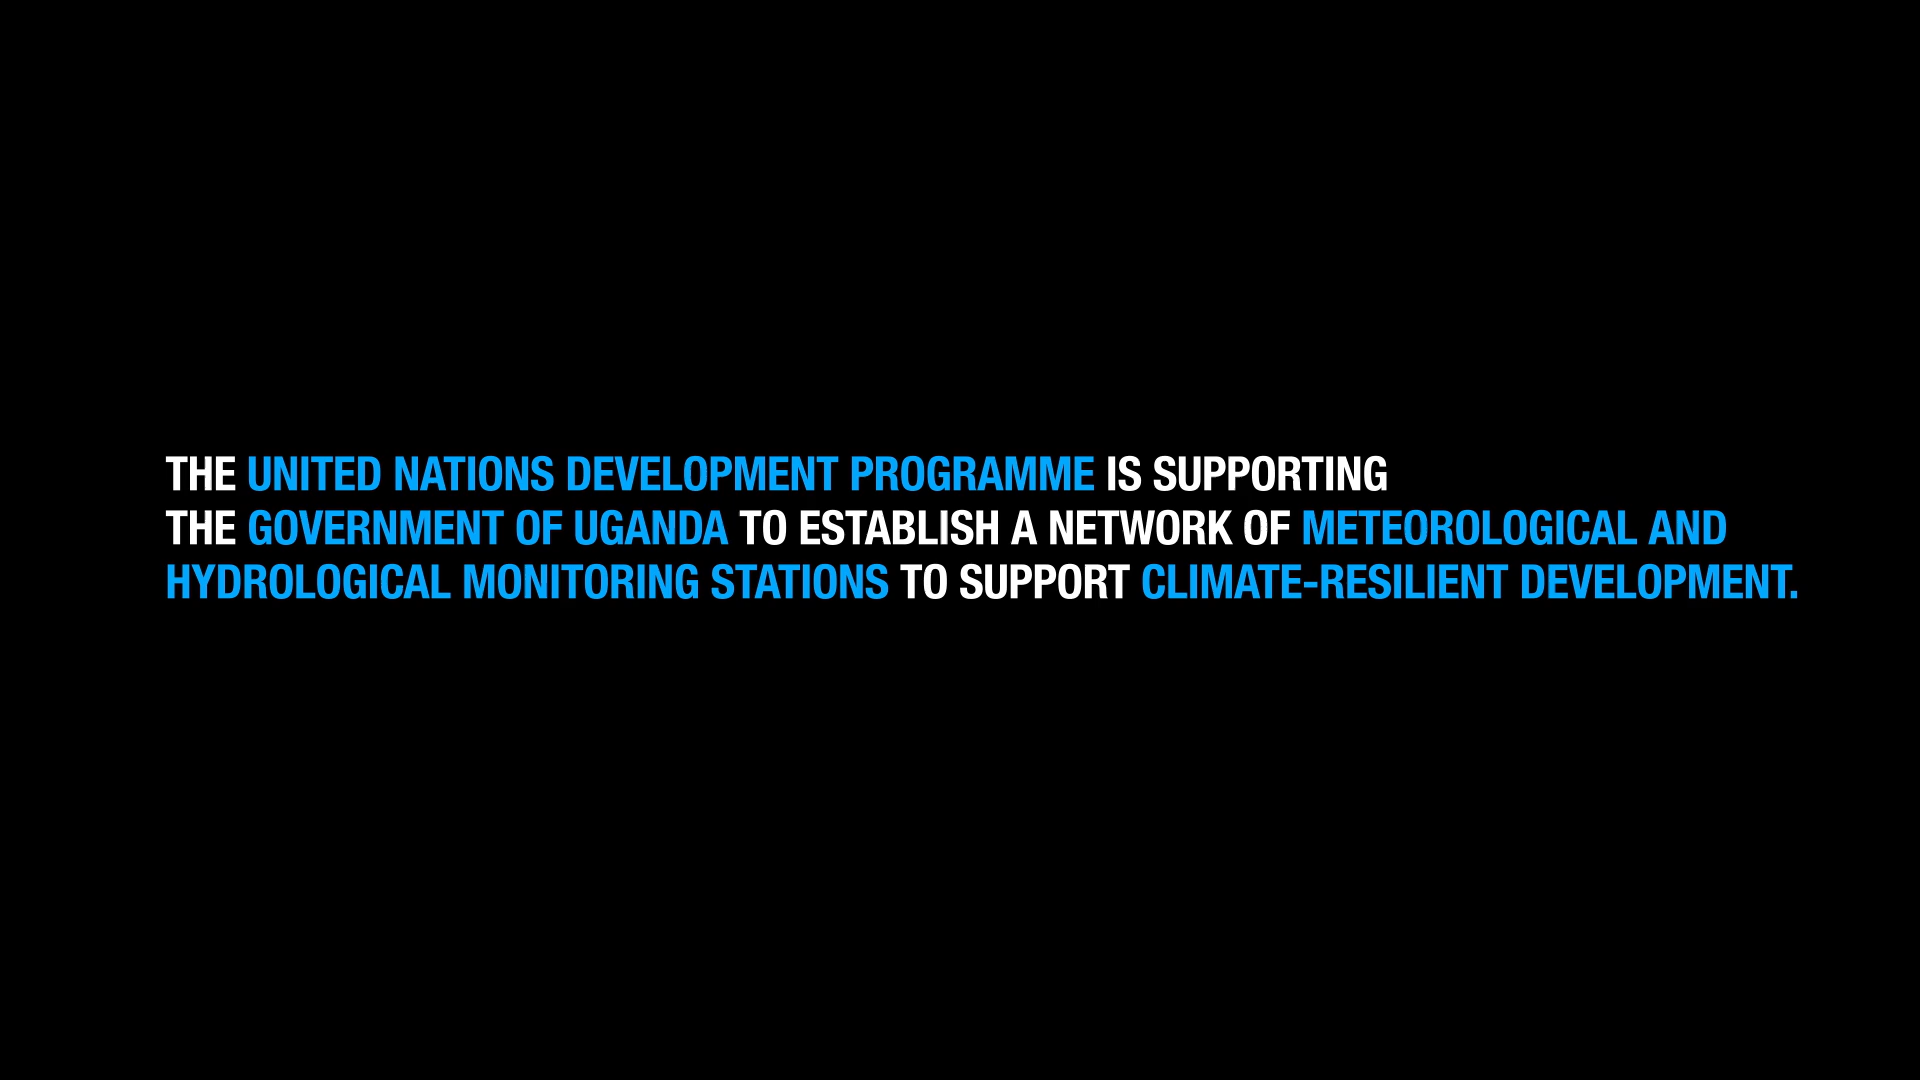 THE UNITED NATIONS DEVELOPMENT PROGRAMME IS SUPPORTING
THE GOVERNMENT OF UGANDA TO ESTABLISH A NETWORK OF METEOROLOGICAL AND
HYDROLOGICAL MONITORING STATIONS TO SUPPORT CLIMATE-RESILIENT DEVELOPMENT.